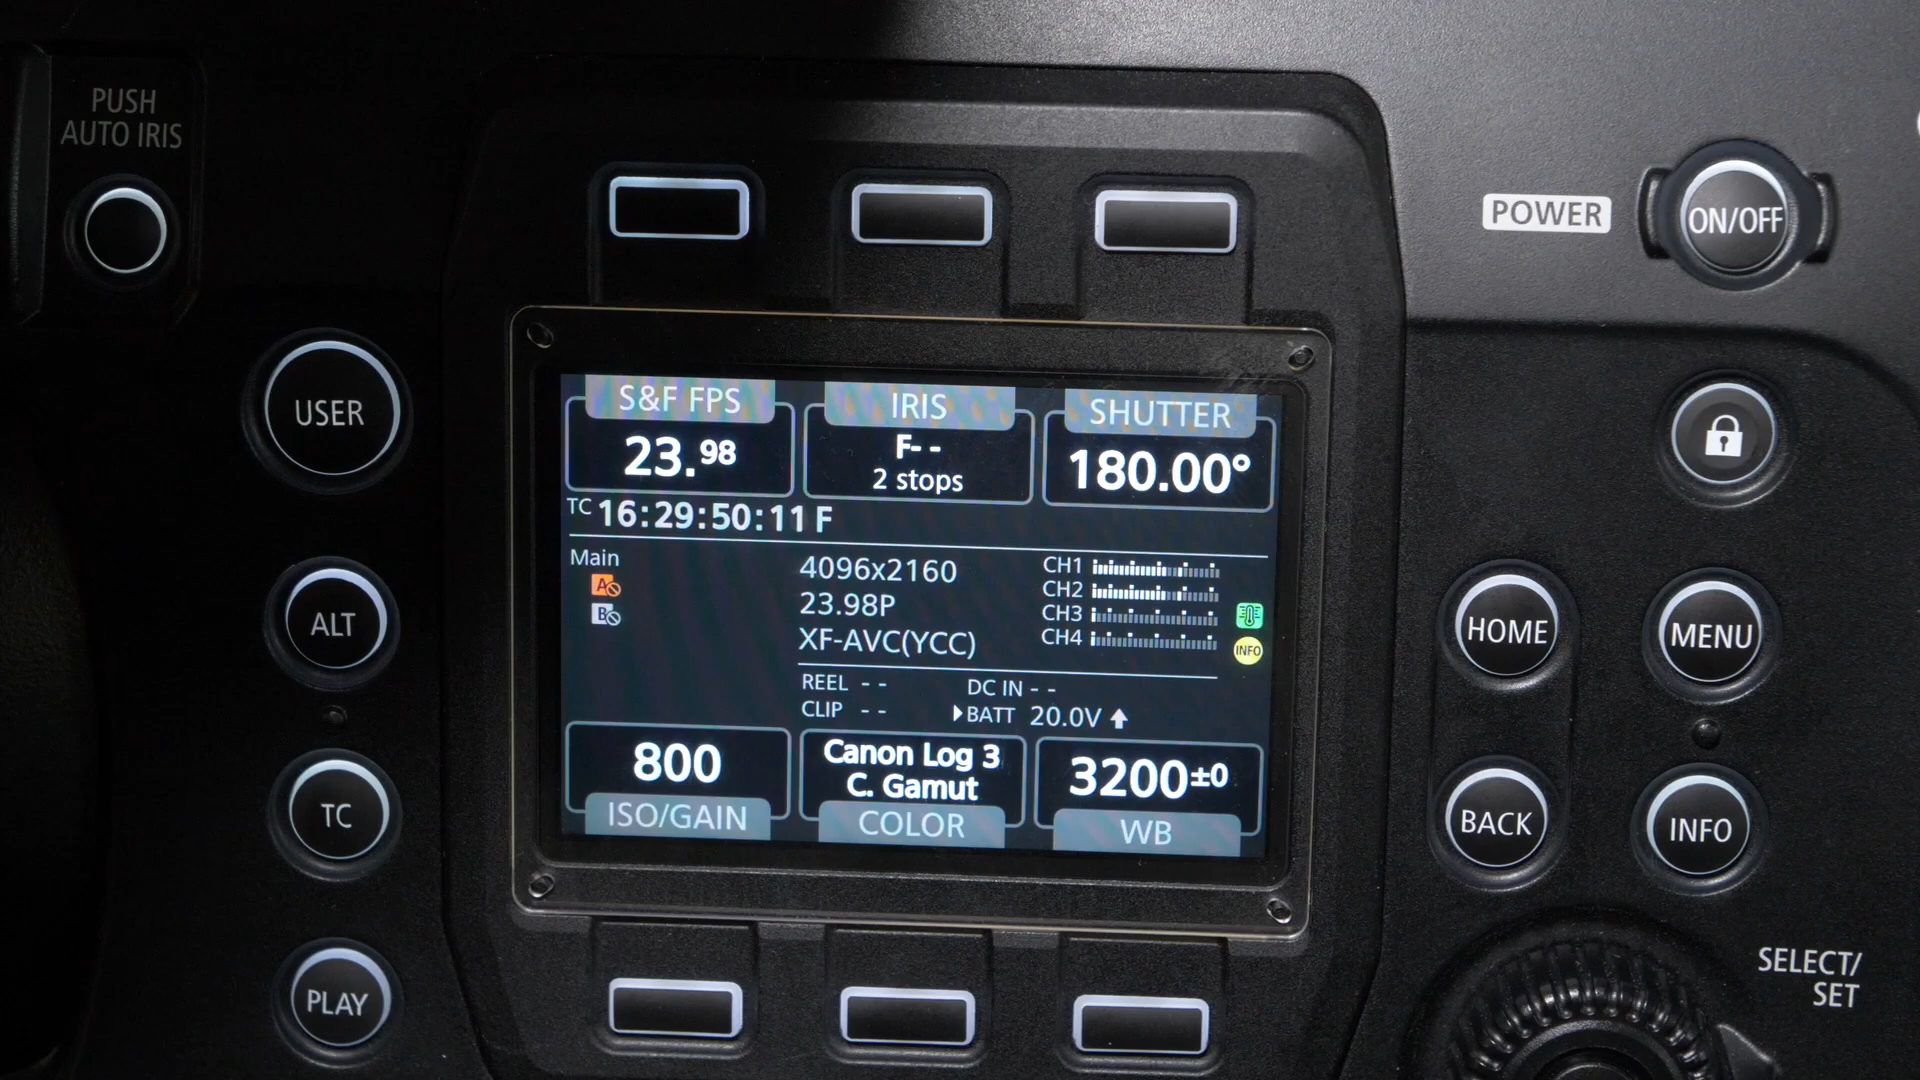 PUSH
AUTO IRIS
POWER
ON/OFF
USER
ALT
TC
PLAY
S&F FPS
IRIS
SHUTTER
23.98
F- -
2 stops
180.00°
TC 16:29:50:11 F
Main
A
B
4096x2160
23.98P
XF-AVC(YCC)
CH1
CH2
CH3
CH4
INFO
REEL - -
DC IN - -
CLIP - -
BATT 20.0V
800
Canon Log 3
C. Gamut
3200±0
ISO/GAIN
COLOR
WB
HOME
MENU
BACK
INFO
SELECT/
SET